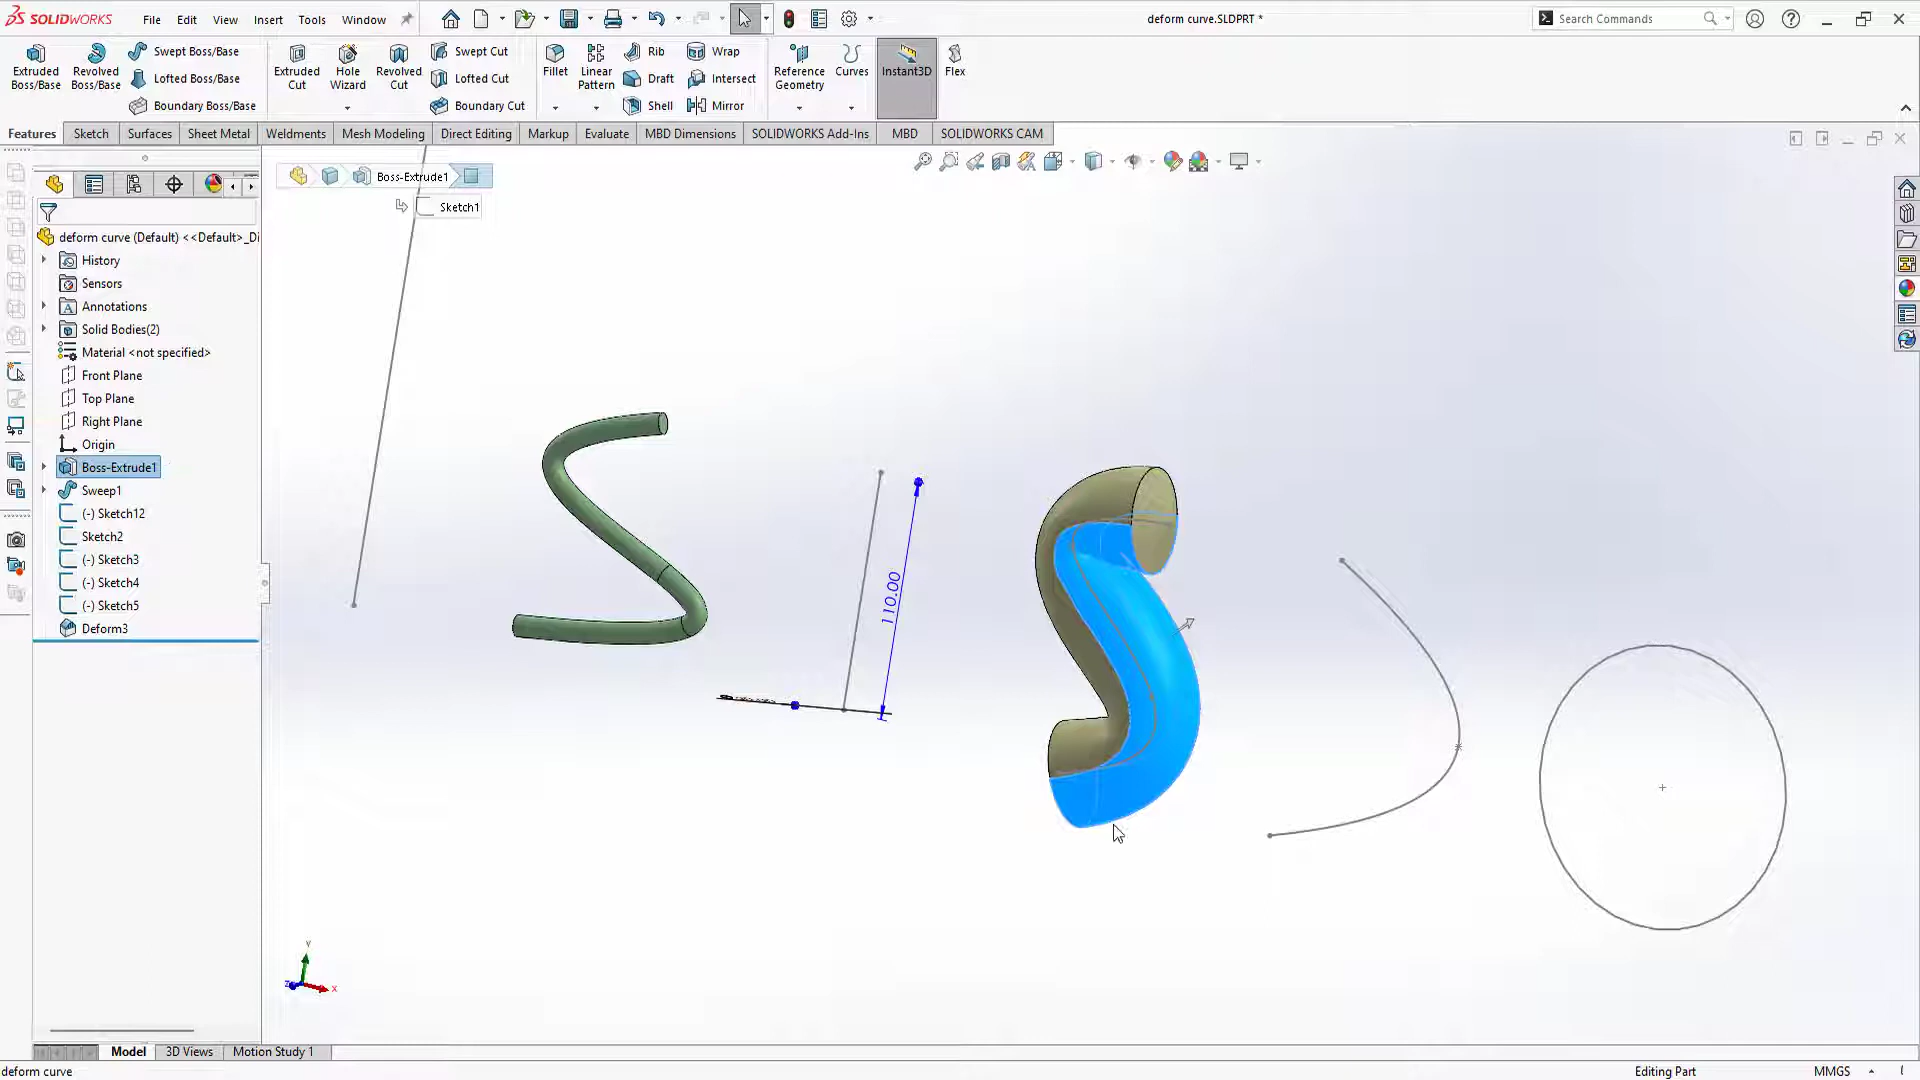 SOLIDWORKS File Edit View Insert Tools Window deform curve.SLDPRT * Search Commands
Extruded Boss/Base
Revolved Boss/Base
Swept Boss/Base
Lofted Boss/Base
Boundary Boss/Base
Extruded Cut
Hole Wizard
Revolved Cut
Swept Cut
Lofted Cut
Boundary Cut
Fillet
Linear Pattern
Rib
Draft
Shell
Wrap
Intersect
Mirror
Reference Geometry
Curves
Instant3D
Flex
Features Sketch Surfaces Sheet Metal Weldments Mesh Modeling Direct Editing Markup Evaluate MBD Dimensions SOLIDWORKS Add-Ins MBD SOLIDWORKS CAM
Boss-Extrude1
Sketch1
deform curve (Default) <<Default>_Di
History
Sensors
Annotations
Solid Bodies(2)
Material <not specified>
Front Plane
Top Plane
Right Plane
Origin
Boss-Extrude1
Sweep1
(-) Sketch12
Sketch2
(-) Sketch3
(-) Sketch4
(-) Sketch5
Deform3
110.00
Y
Z
X
Model 3D Views Motion Study 1
deform curve Editing Part MMGS